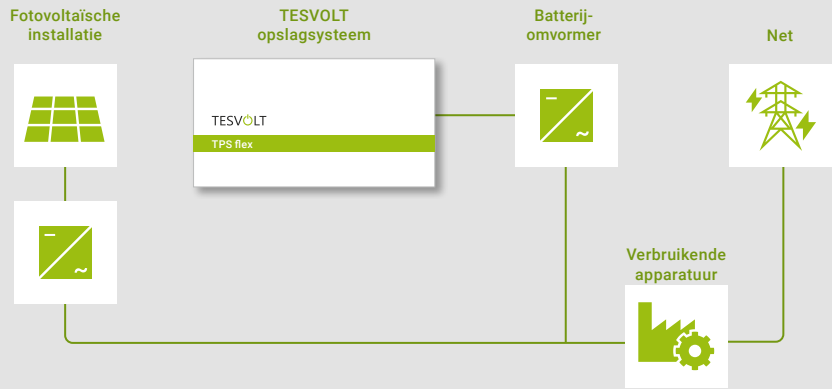 Fotovoltaïsche
installatie
TESVOLT
opslagsysteem
Batterij-
omvormer
Net
TESVOLT
TPS flex
Verbruikende
apparatuur